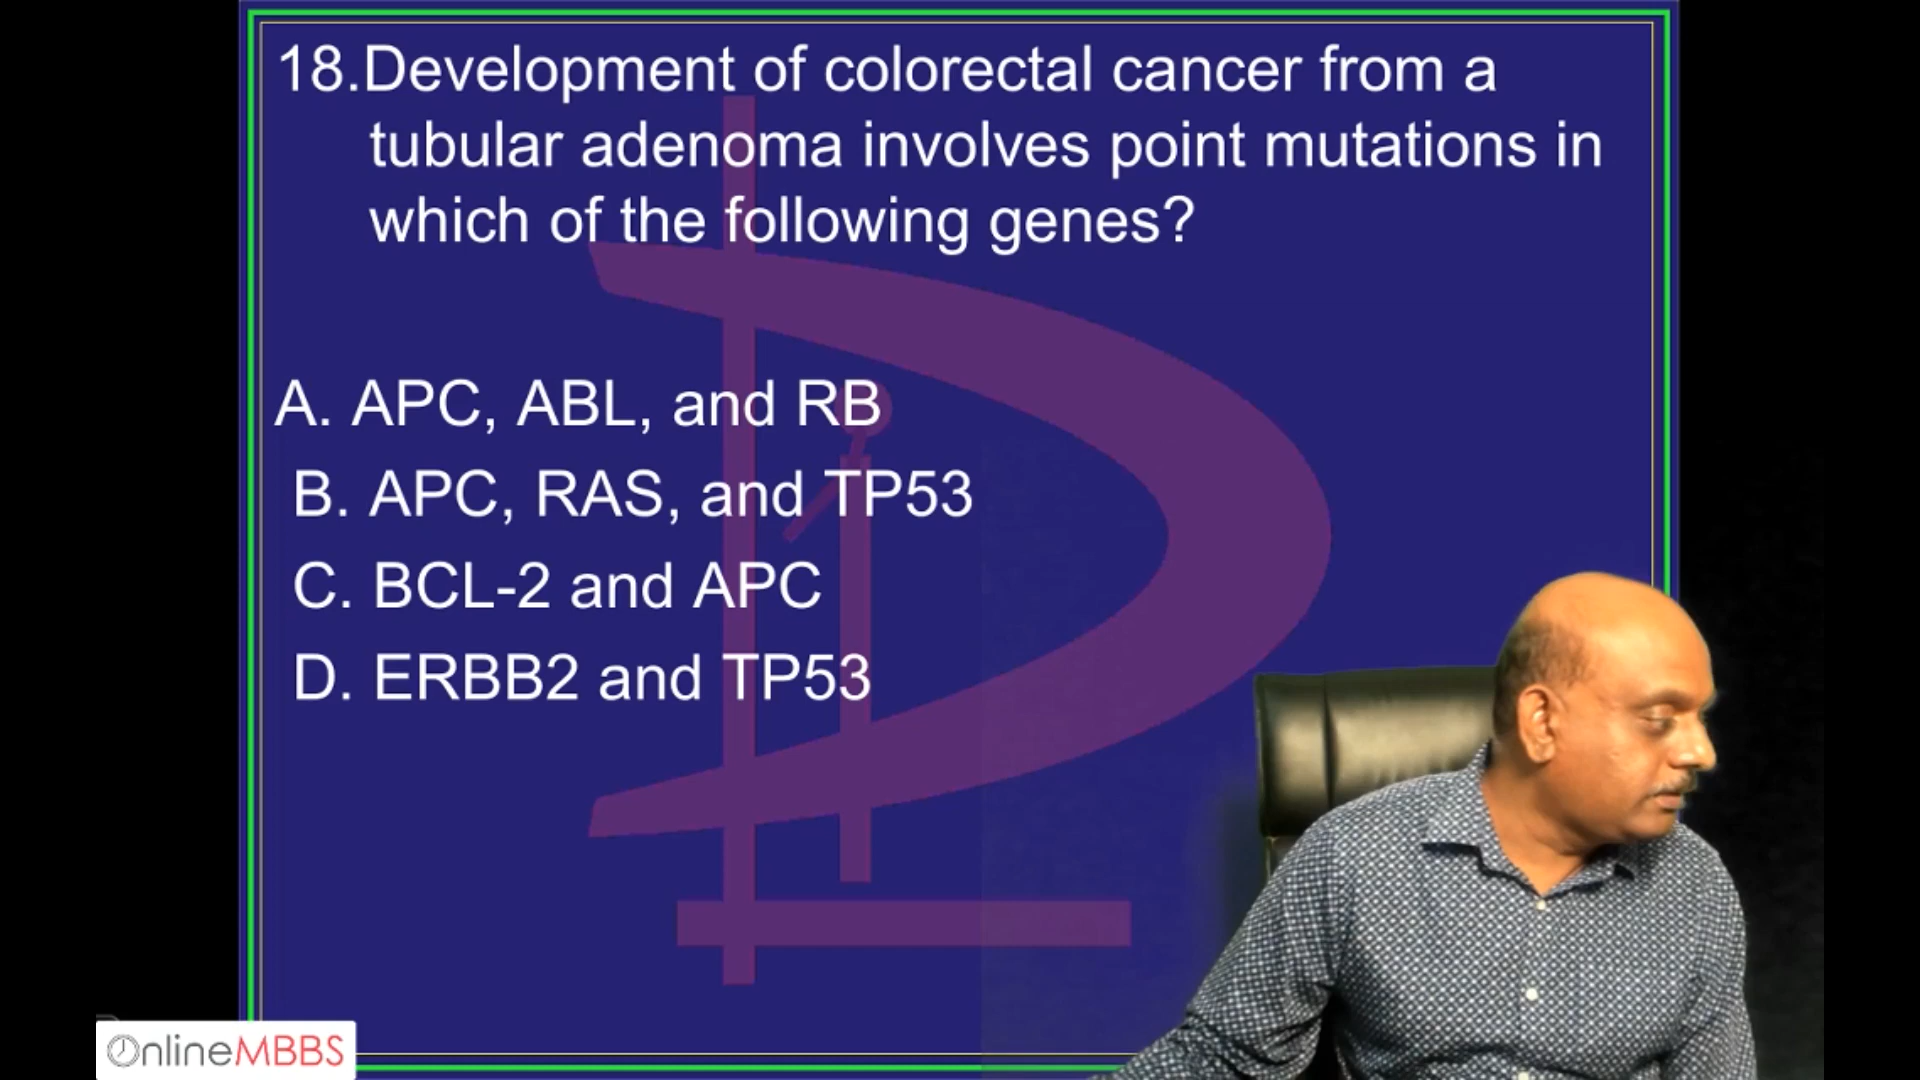 18.Development of colorectal cancer from a
tubular adenoma involves point mutations in
which of the following genes?
A. APC, ABL, and RB
B. APC, RAS, and TP53
C. BCL-2 and APC
D. ERBB2 and TP53
OnlineMBBS